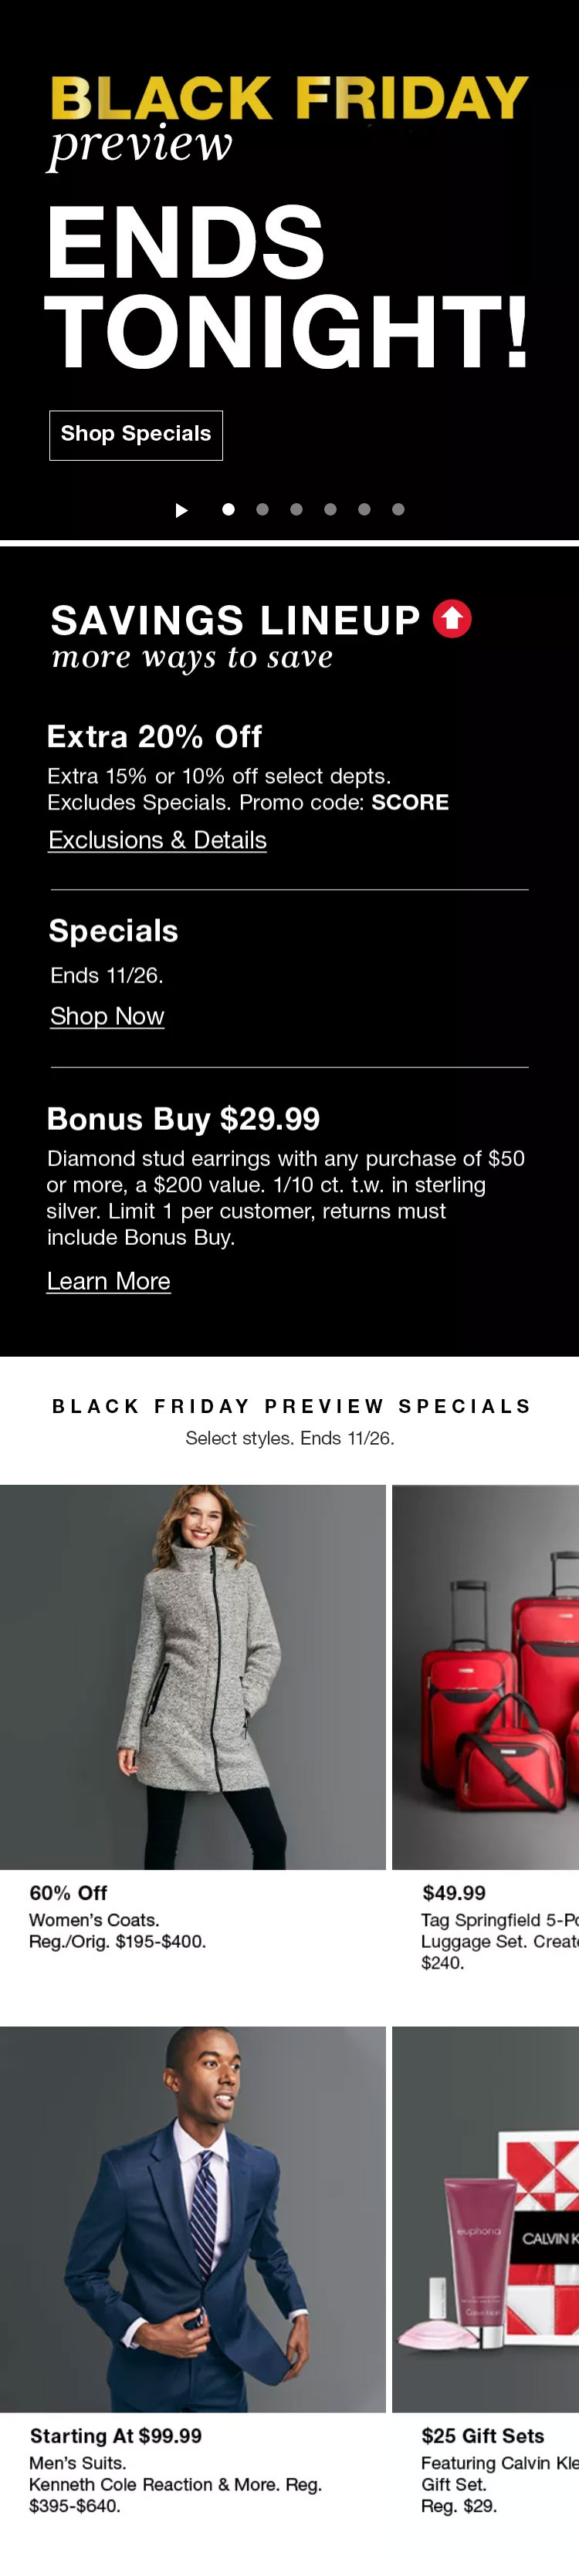 BLACK FRIDAY
preview
ENDS
TONIGHT!
Shop Specials
SAVINGS LINEUP
more ways to save
Extra 20% Off
Extra 15% or 10% off select depts.
Excludes Specials. Promo code: SCORE
Exclusions & Details
Specials
Ends 11/26.
Shop Now
Bonus Buy $29.99
Diamond stud earrings with any purchase of $50
or more, a $200 value. 1/10 ct. t.w. in sterling
silver. Limit 1 per customer, returns must
include Bonus Buy.
Learn More
BLACK FRIDAY PREVIEW SPECIALS
Select styles. Ends 11/26.
60% Off
Women's Coats.
Reg./Orig. $195-$400.
$49.99
Tag Springfield 5-Pc
Luggage Set. Create
$240.
euphoria
Calvin Klein
CALVIN K
Starting At $99.99
Men's Suits.
Kenneth Cole Reaction & More. Reg.
$395-$640.
$25 Gift Sets
Featuring Calvin Kle
Gift Set.
Reg. $29.